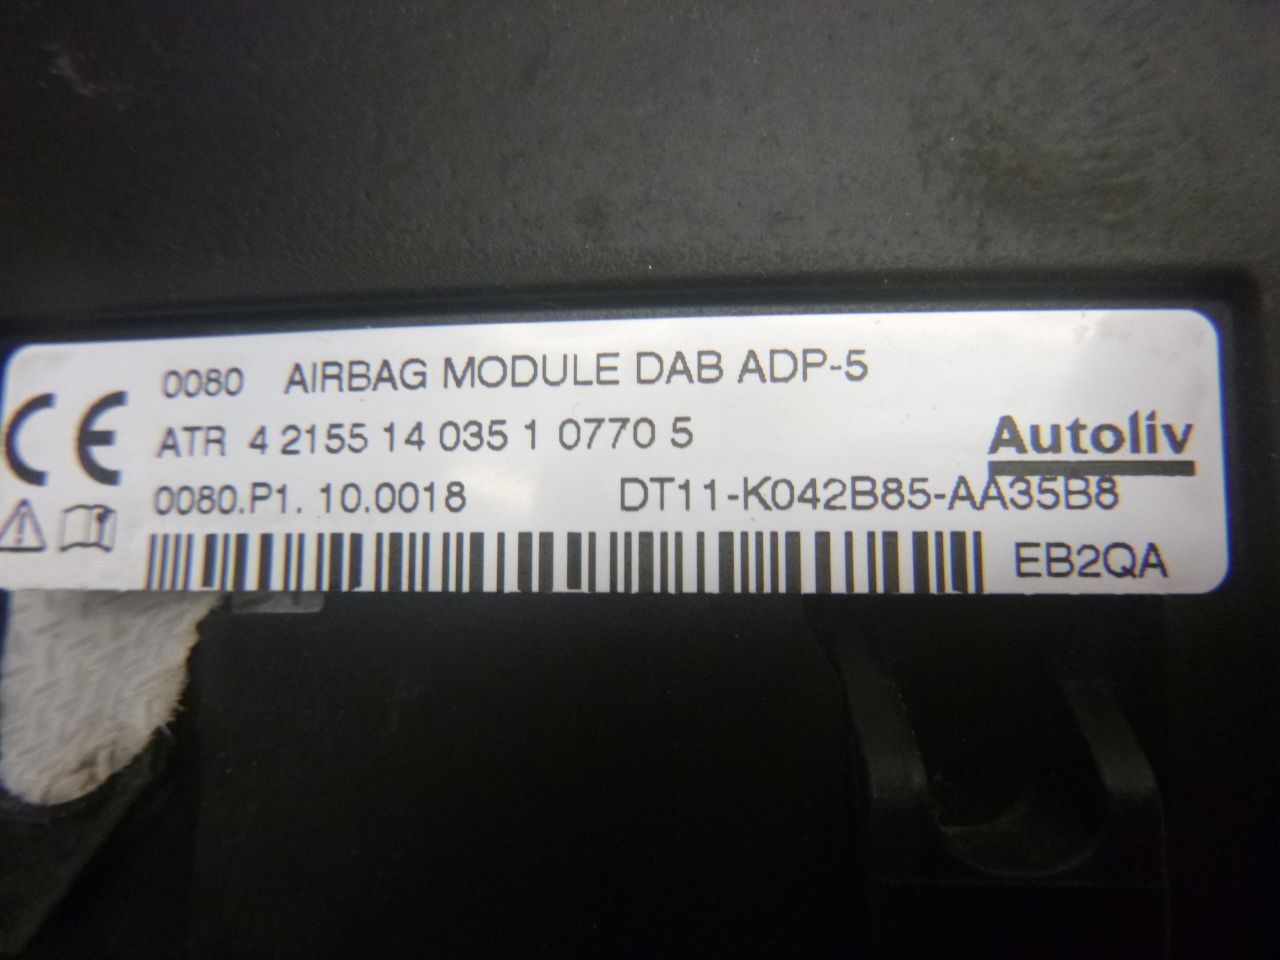 0080 AIRBAG MODULE DAB ADP-5
CE
ATR 4 2155 14 035 1 0770 5
Autoliv
0080.P1. 10.0018 DT11-K042B85-AA35B8
EB2QA